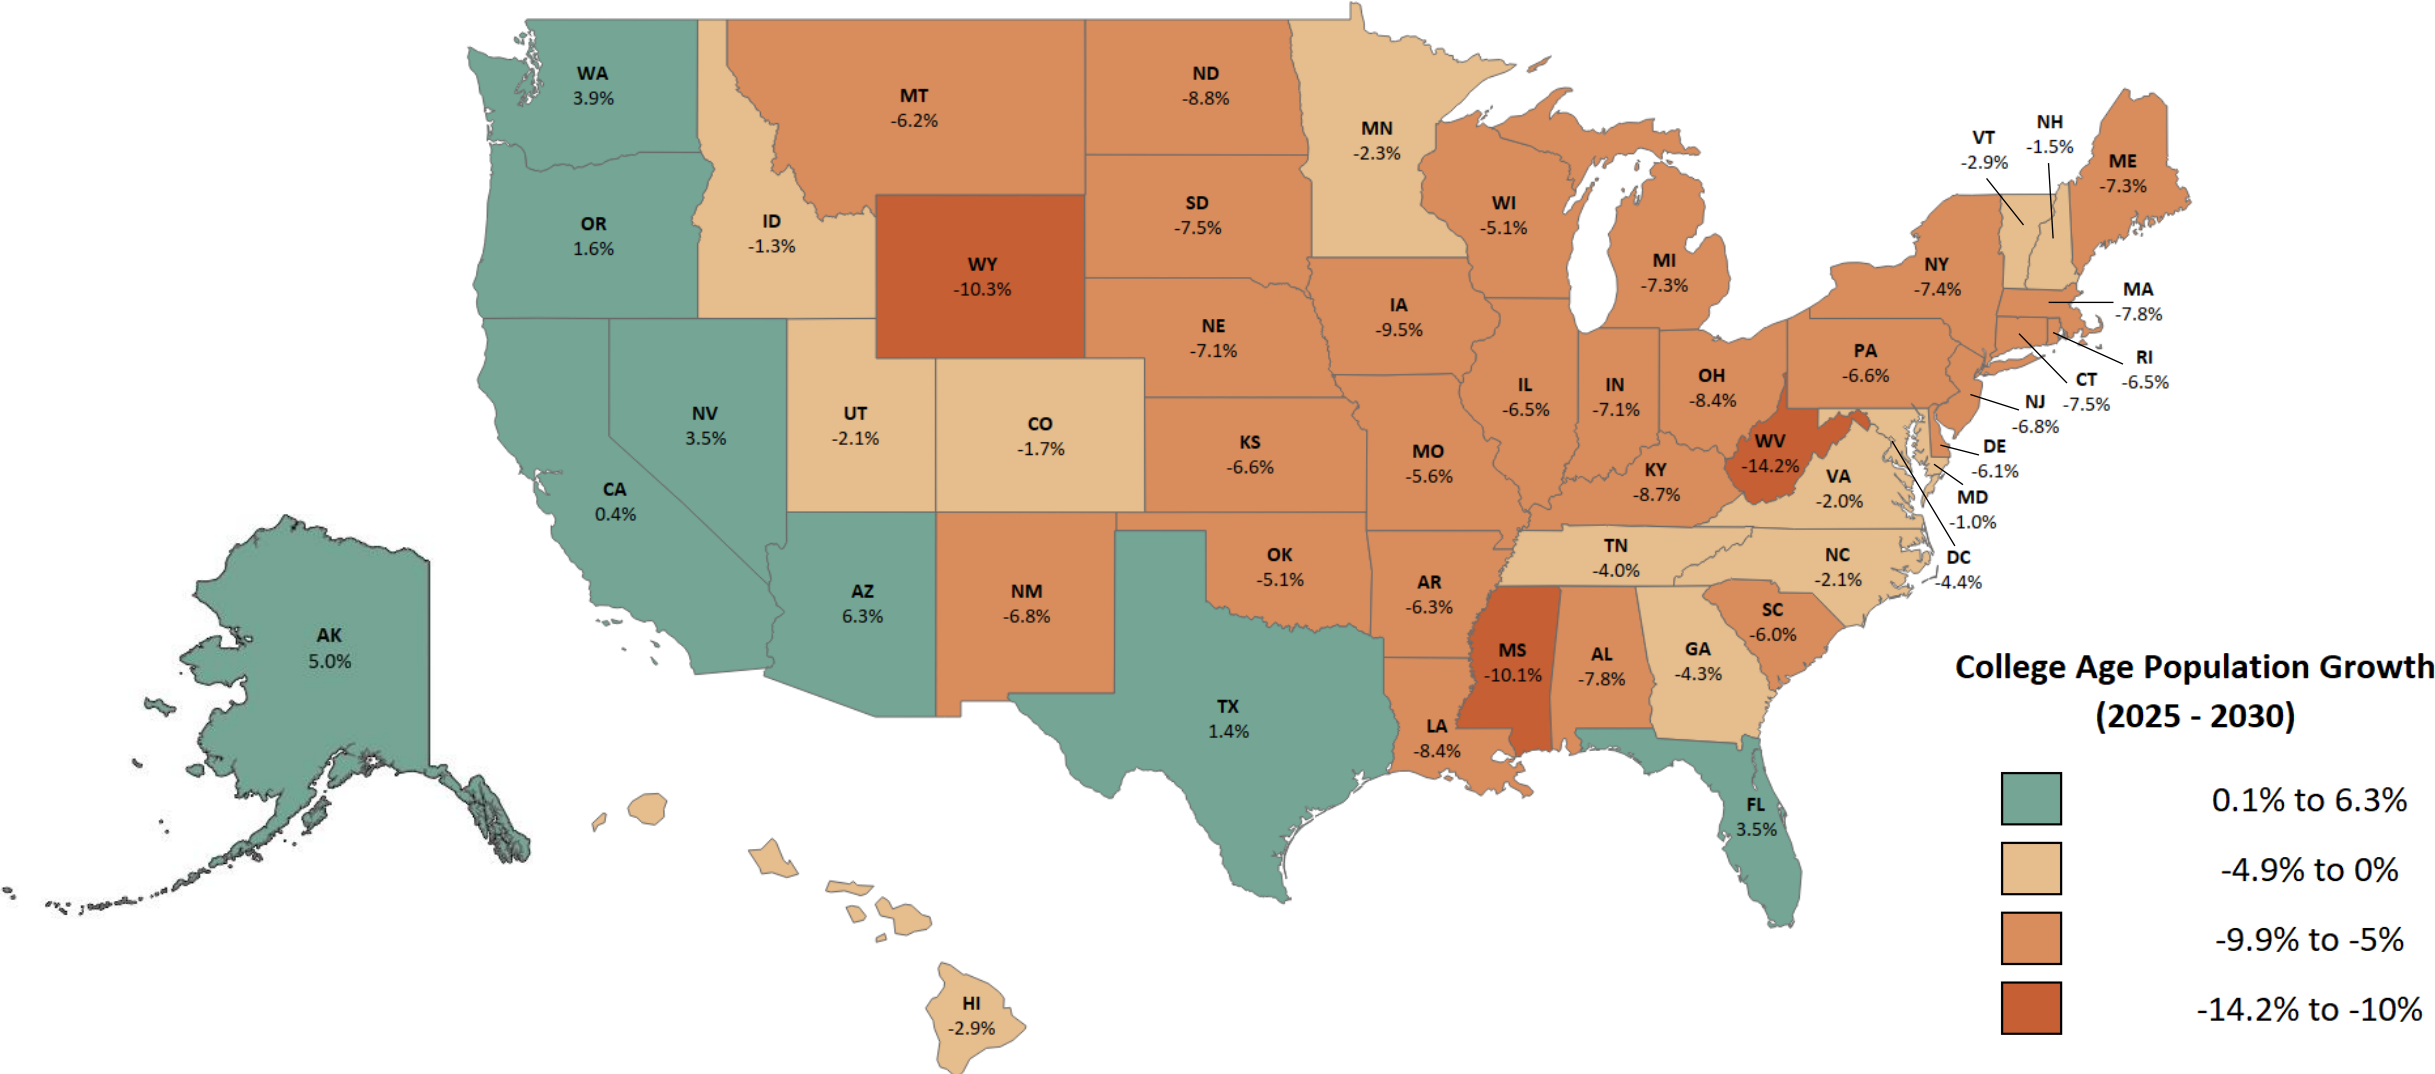 WA
3.9%
MT
-6.2%
ND
-8.8%
MN
-2.3%
OR
1.6%
ID
-1.3%
WY
-10.3%
SD
-7.5%
WI
-5.1%
MI
-7.3%
VT
-2.9%
NH
-1.5%
ME
-7.3%
NY
-7.4%
MA
-7.8%
RI
-6.5%
CT
-7.5%
NJ
-6.8%
PA
-6.6%
NE
-7.1%
IA
-9.5%
IL
-6.5%
IN
-7.1%
OH
-8.4%
NV
3.5%
UT
-2.1%
CO
-1.7%
KS
-6.6%
MO
-5.6%
KY
-8.7%
WV
-14.2%
VA
-2.0%
DE
-6.1%
MD
-1.0%
DC
-4.4%
CA
0.4%
AZ
6.3%
NM
-6.8%
OK
-5.1%
AR
-6.3%
TN
-4.0%
NC
-2.1%
SC
-6.0%
MS
-10.1%
AL
-7.8%
GA
-4.3%
AK
5.0%
TX
1.4%
LA
-8.4%
FL
3.5%
HI
-2.9%
College Age Population Growth
(2025 - 2030)
0.1% to 6.3%
-4.9% to 0%
-9.9% to -5%
-14.2% to -10%